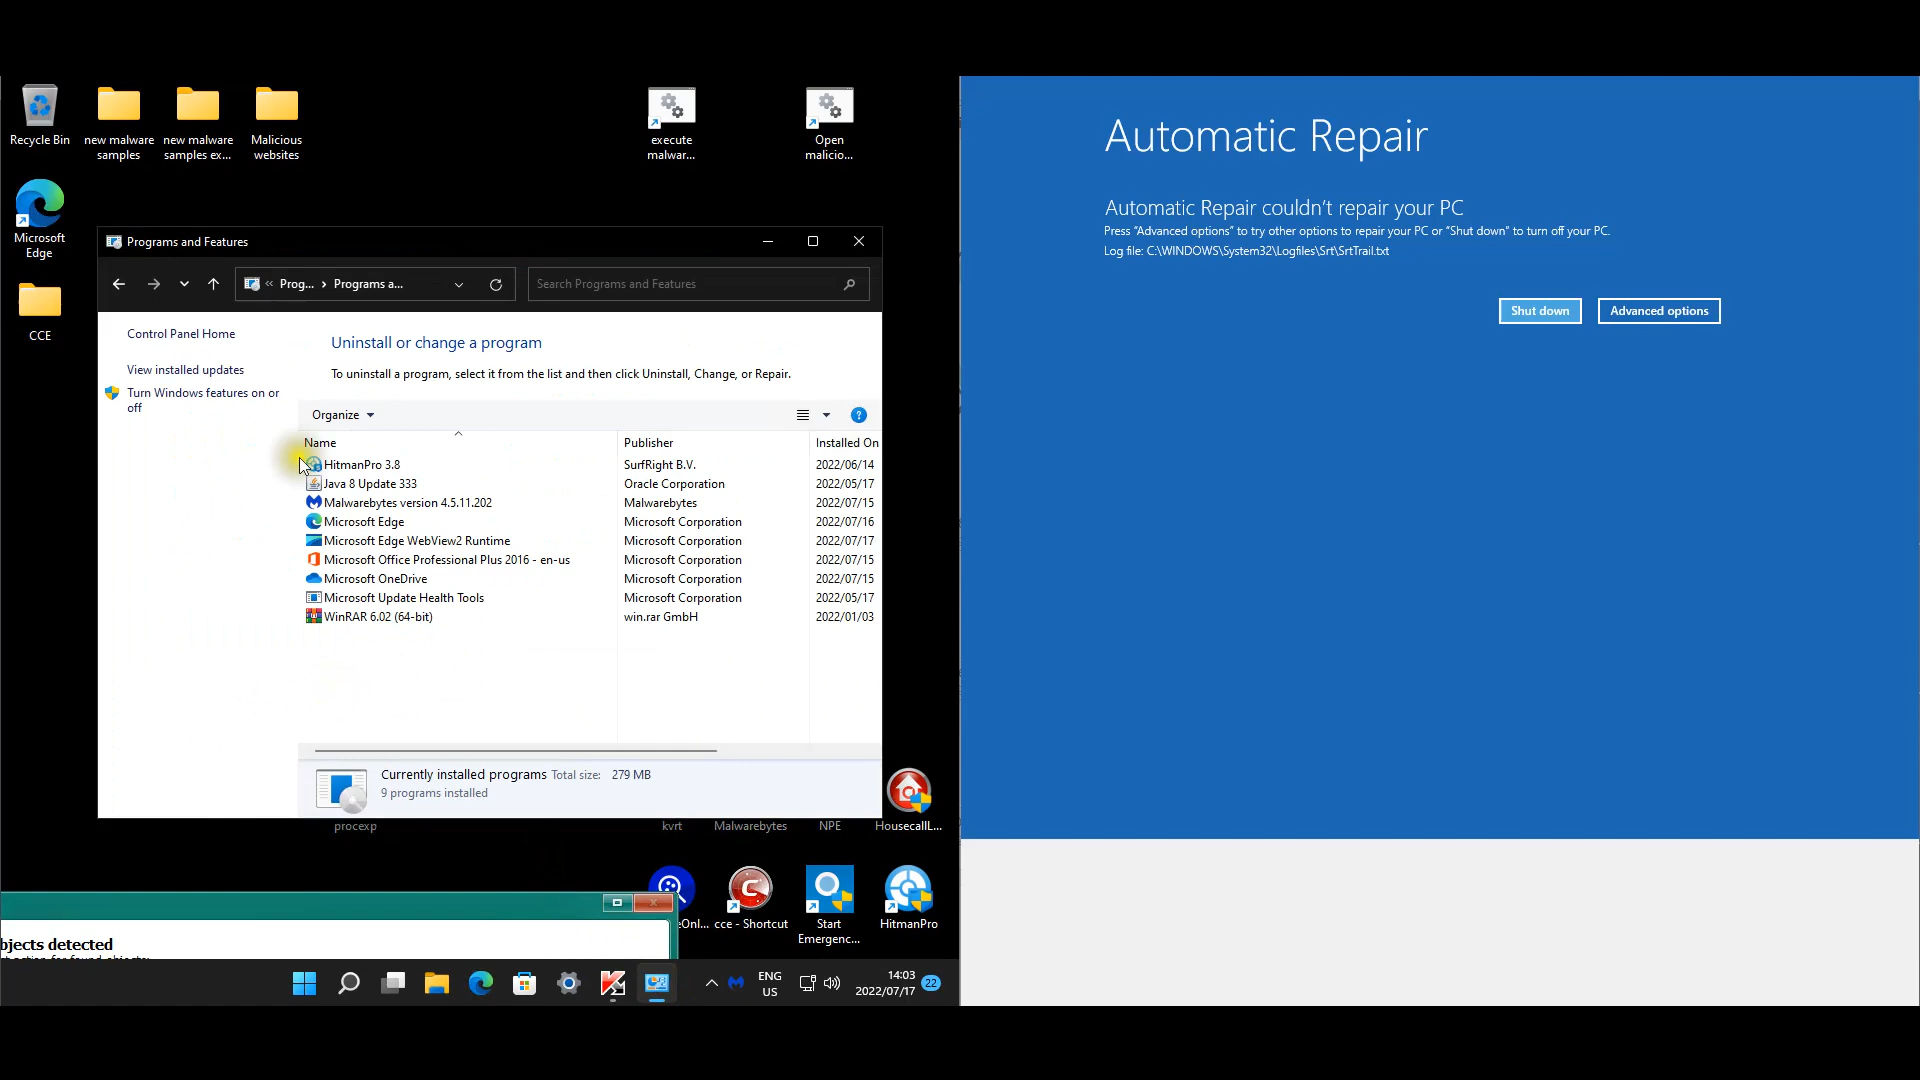 Recycle Bin
new malware
samples
new malware
samples ex...
Malicious
websites
execute
malwar...
Open
malicio...
Microsoft
Edge
CCE
Programs and Features
Prog...
Programs a...
Search Programs and Features
Control Panel Home
View installed updates
Turn Windows features on or
off
Uninstall or change a program
To uninstall a program, select it from the list and then click Uninstall, Change, or Repair.
Organize
Name Publisher Installed On
HitmanPro 3.8 SurfRight B.V. 2022/06/14
Java 8 Update 333 Oracle Corporation 2022/05/17
Malwarebytes version 4.5.11.202 Malwarebytes 2022/07/15
Microsoft Edge Microsoft Corporation 2022/07/16
Microsoft Edge WebView2 Runtime Microsoft Corporation 2022/07/17
Microsoft Office Professional Plus 2016 - en-us Microsoft Corporation 2022/07/15
Microsoft OneDrive Microsoft Corporation 2022/07/15
Microsoft Update Health Tools Microsoft Corporation 2022/05/17
WinRAR 6.02 (64-bit) win.rar GmbH 2022/01/03
Currently installed programs Total size: 279 MB
9 programs installed
procexp
kvrt
Malwarebytes
NPE
HousecallL...
eOnl...
cce - Shortcut
Start
Emergenc...
HitmanPro
bjects detected
ENG
US
14:03
2022/07/17
22
Automatic Repair
Automatic Repair couldn't repair your PC
Press "Advanced options" to try other options to repair your PC or "Shut down" to turn off your PC.
Log file: C:\WINDOWS\System32\Logfiles\Srt\SrtTrail.txt
Shut down
Advanced options